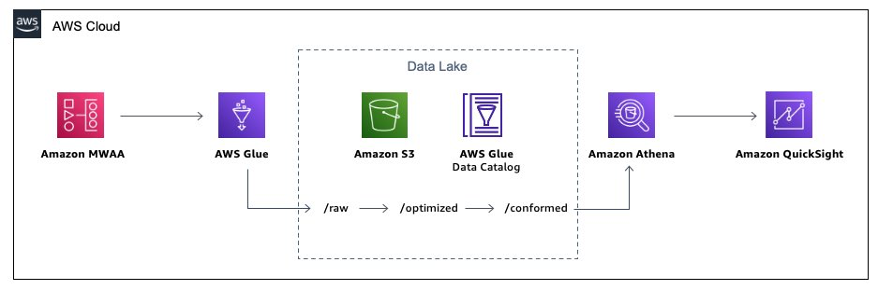 aws
AWS Cloud
Data Lake
Amazon MWAA
AWS Glue
Amazon S3
AWS Glue
Data Catalog
Amazon Athena
Amazon QuickSight
/raw
/optimized
/conformed